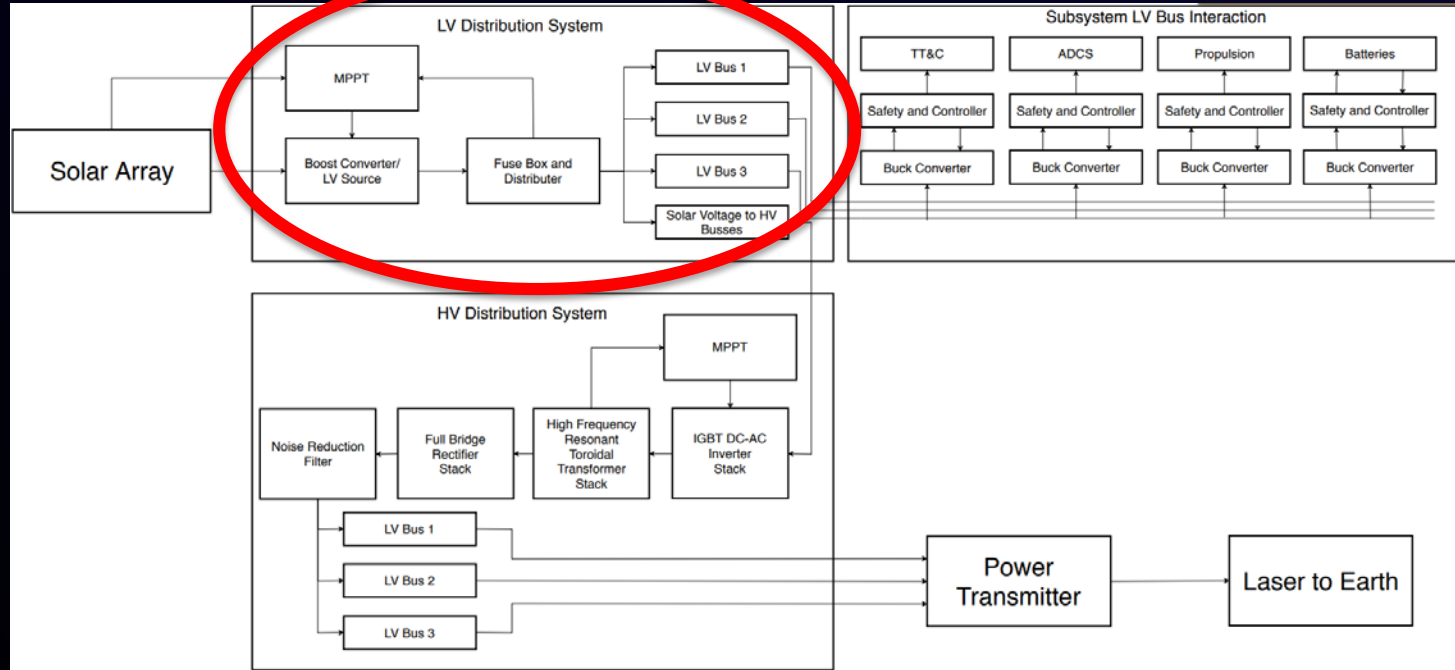 LV Distribution System
Subsystem LV Bus Interaction
Solar Array
MPPT
Boost Converter/
LV Source
Fuse Box and
Distributer
LV Bus 1
LV Bus 2
LV Bus 3
Solar Voltage to HV
Busses
TT&C
ADCS
Propulsion
Batteries
Safety and Controller
Safety and Controller
Safety and Controller
Safety and Controller
Buck Converter
Buck Converter
Buck Converter
Buck Converter
HV Distribution System
MPPT
Noise Reduction
Filter
Full Bridge
Rectifier
Stack
High Frequency
Resonant
Toroidal
Transformer
Stack
IGBT DC-AC
Inverter
Stack
LV Bus 1
LV Bus 2
LV Bus 3
Power
Transmitter
Laser to Earth